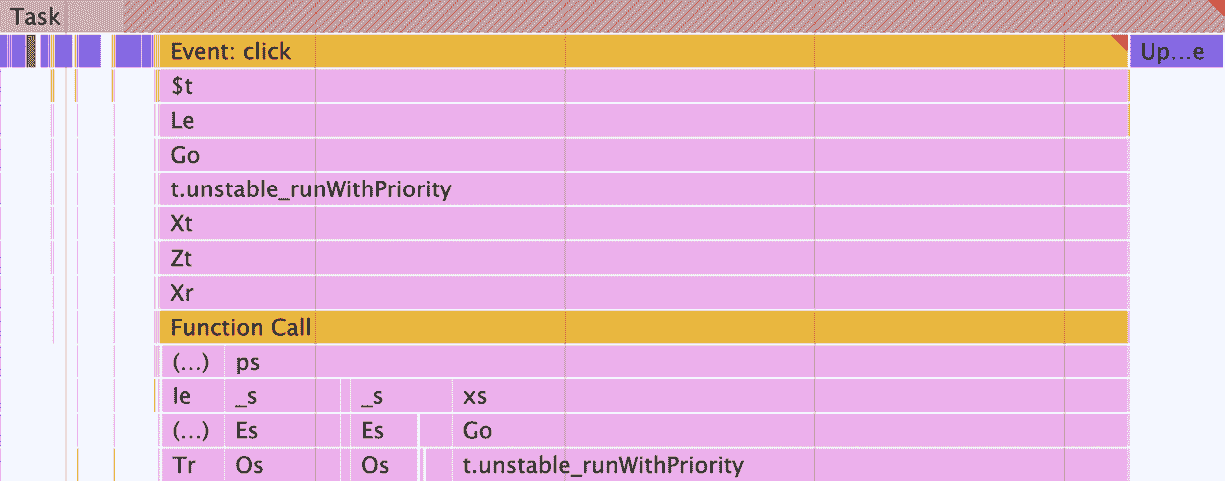 Task
Event: click Up...e
$t
Le
Go
t.unstable_runWithPriority
Xt
Zt
Xr
Function Call
(...) ps
le _s _s xs
(...) Es Es Go
Tr Os Os t.unstable_runWithPriority